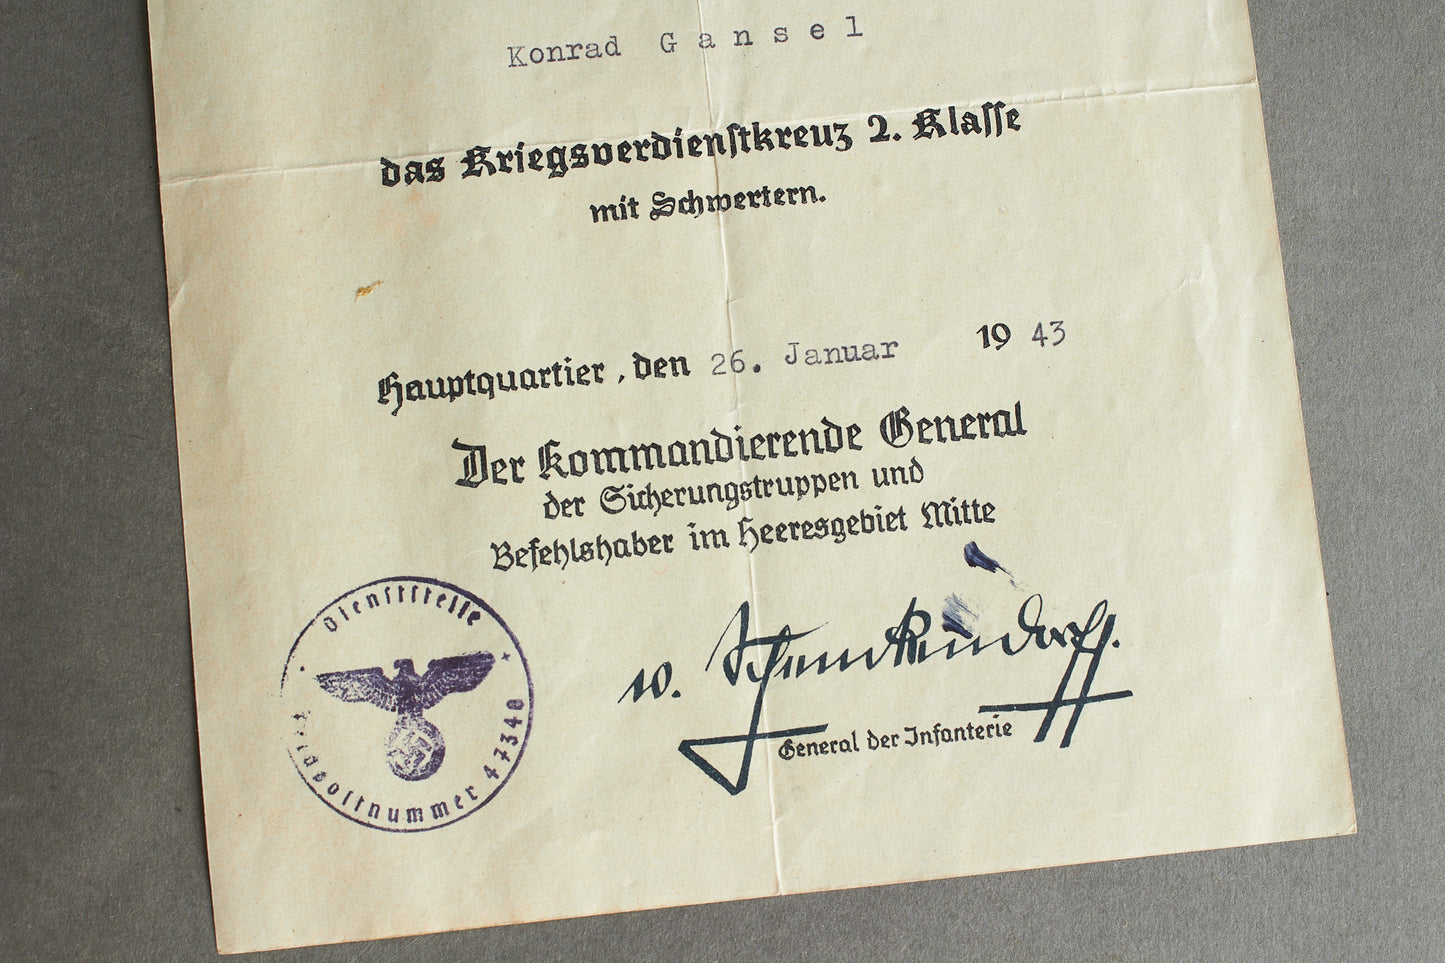 Konrad Gansel
das Kriegsverdienstkreuz 2. Klasse
mit Schwertern.
Hauptquartier, den 26. Januar 1943
Der Kommandierende General
der Sicherungstruppen und
Befehlshaber im Heeresgebiet Mitte
v. Schenckendorff.
General der Infanterie
Dienststelle
Feldpostnummer 47340